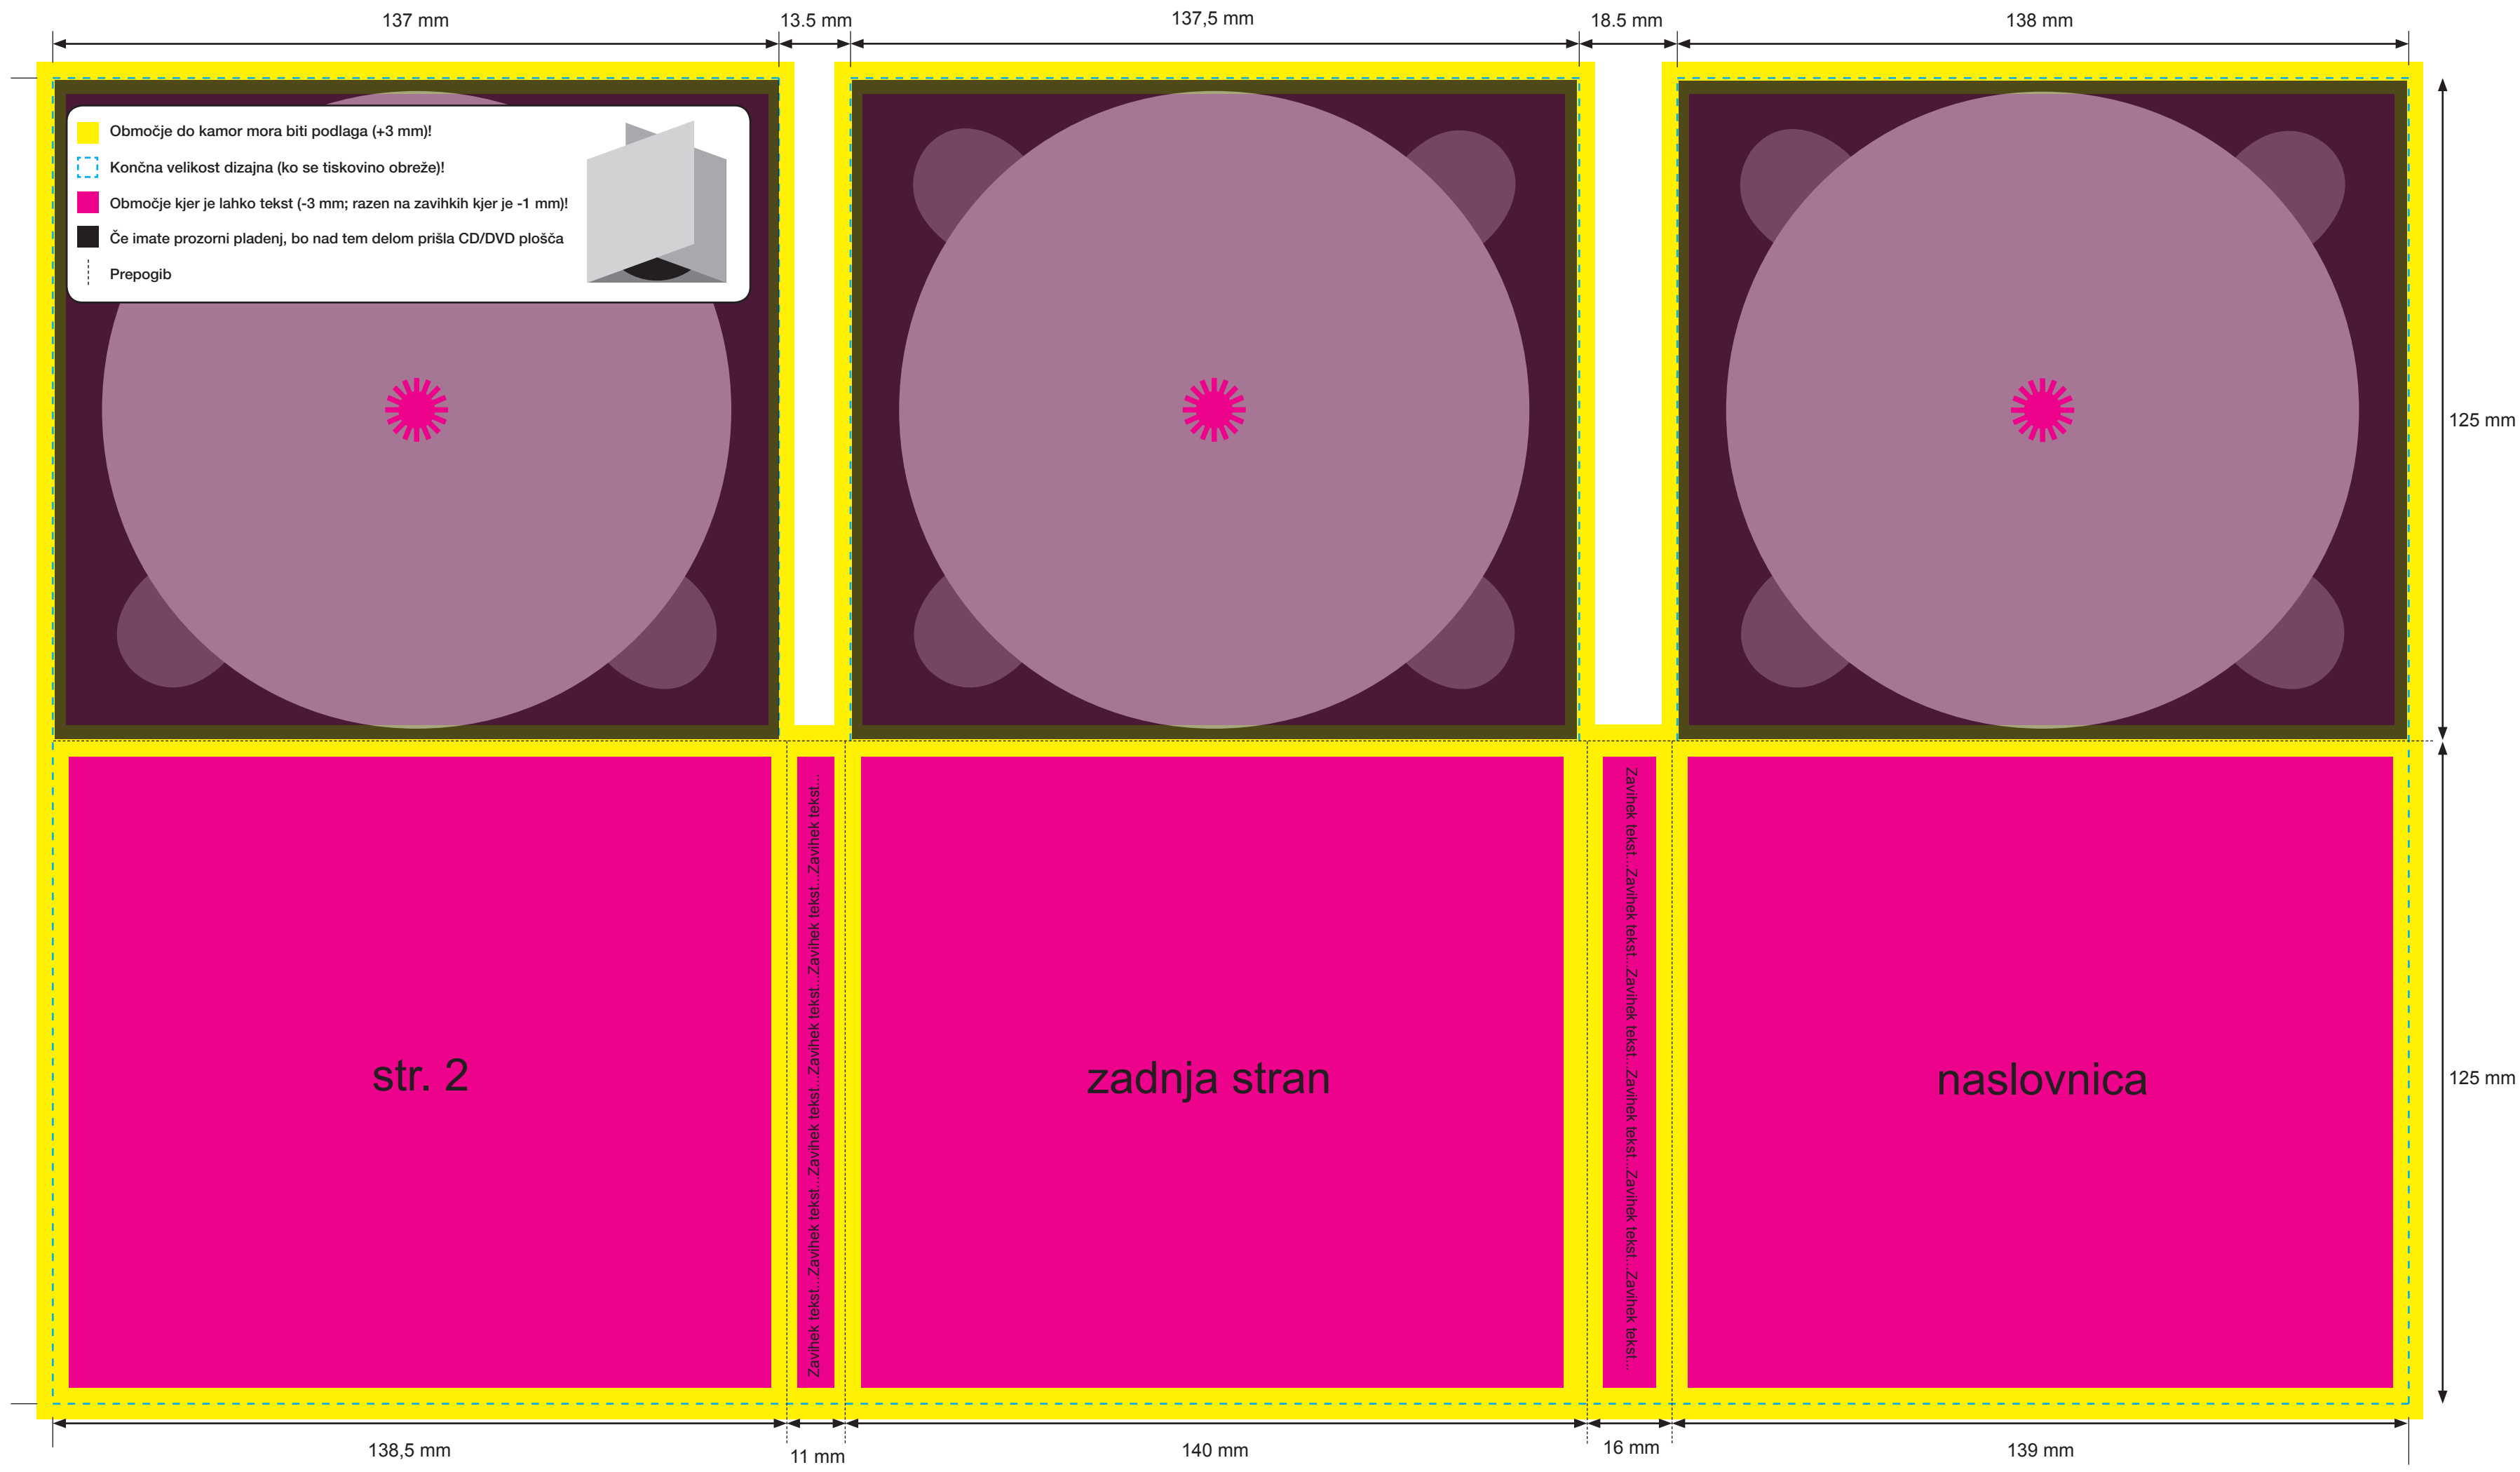 137 mm
13.5 mm
137,5 mm
18.5 mm
138 mm
Območje do kamor mora biti podlaga (+3 mm)!
Končna velikost dizajna (ko se tiskovino obreže)!
Območje kjer je lahko tekst (-3 mm; razen na zavihkih kjer je -1 mm)!
Če imate prozorni pladenj, bo nad tem delom prišla CD/DVD plošča
Prepogib
125 mm
str. 2
Zavihek tekst...Zavihek tekst...Zavihek tekst...Zavihek tekst...Zavihek tekst...Zavihek tekst...
zadnja stran
Zavihek tekst...Zavihek tekst...Zavihek tekst...Zavihek tekst...Zavihek tekst...Zavihek tekst...
naslovnica
125 mm
138,5 mm
11 mm
140 mm
16 mm
139 mm